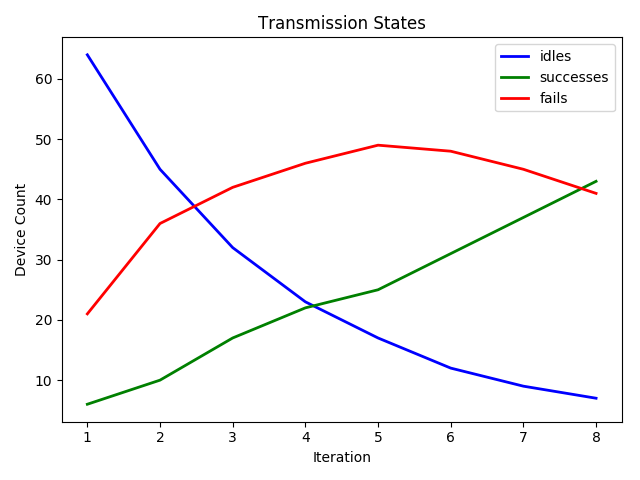 Transmission States
idles
successes
fails
Device Count
60
50
40
30
20
10
1 2 3 4 5 6 7 8
Iteration